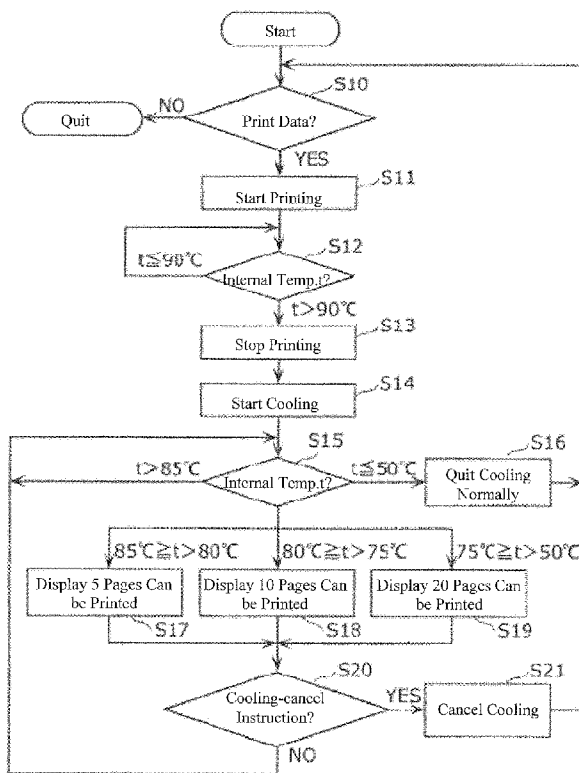 Start
S10
NO
Quit
Print Data?
YES
S11
Start Printing
S12
t≦90℃
Internal Temp.t?
t>90℃
S13
Stop Printing
S14
Start Cooling
S15
S16
t>85℃
Internal Temp.t?
t≦50℃
Quit Cooling
Normally
85℃≧t>80℃
80℃≧t>75℃
75℃≧t>50℃
Display 5 Pages Can
be Printed
Display 10 Pages Can
be Printed
Display 20 Pages Can
be Printed
S17
S18
S19
S20
S21
Cooling-cancel
Instruction?
YES
Cancel Cooling
NO